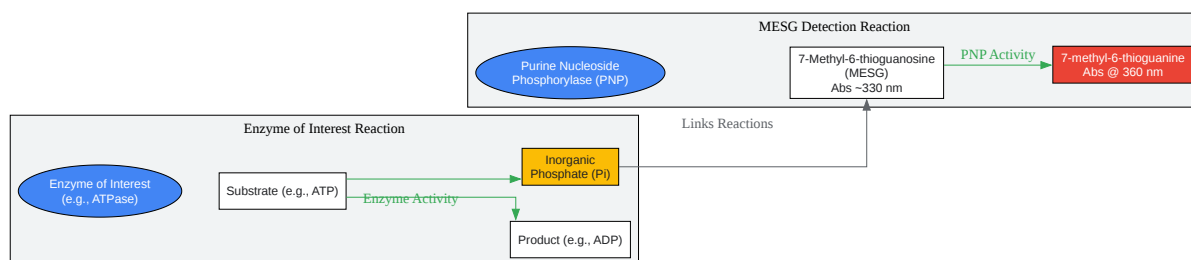 MESG Detection Reaction
Purine Nucleoside
Phosphorylase (PNP)
7-Methyl-6-thioguanosine
(MESG)
Abs ~330 nm
PNP Activity
7-methyl-6-thioguanine
Abs @ 360 nm
Links Reactions
Enzyme of Interest Reaction
Enzyme of Interest
(e.g., ATPase)
Substrate (e.g., ATP)
Enzyme Activity
Inorganic
Phosphate (Pi)
Product (e.g., ADP)